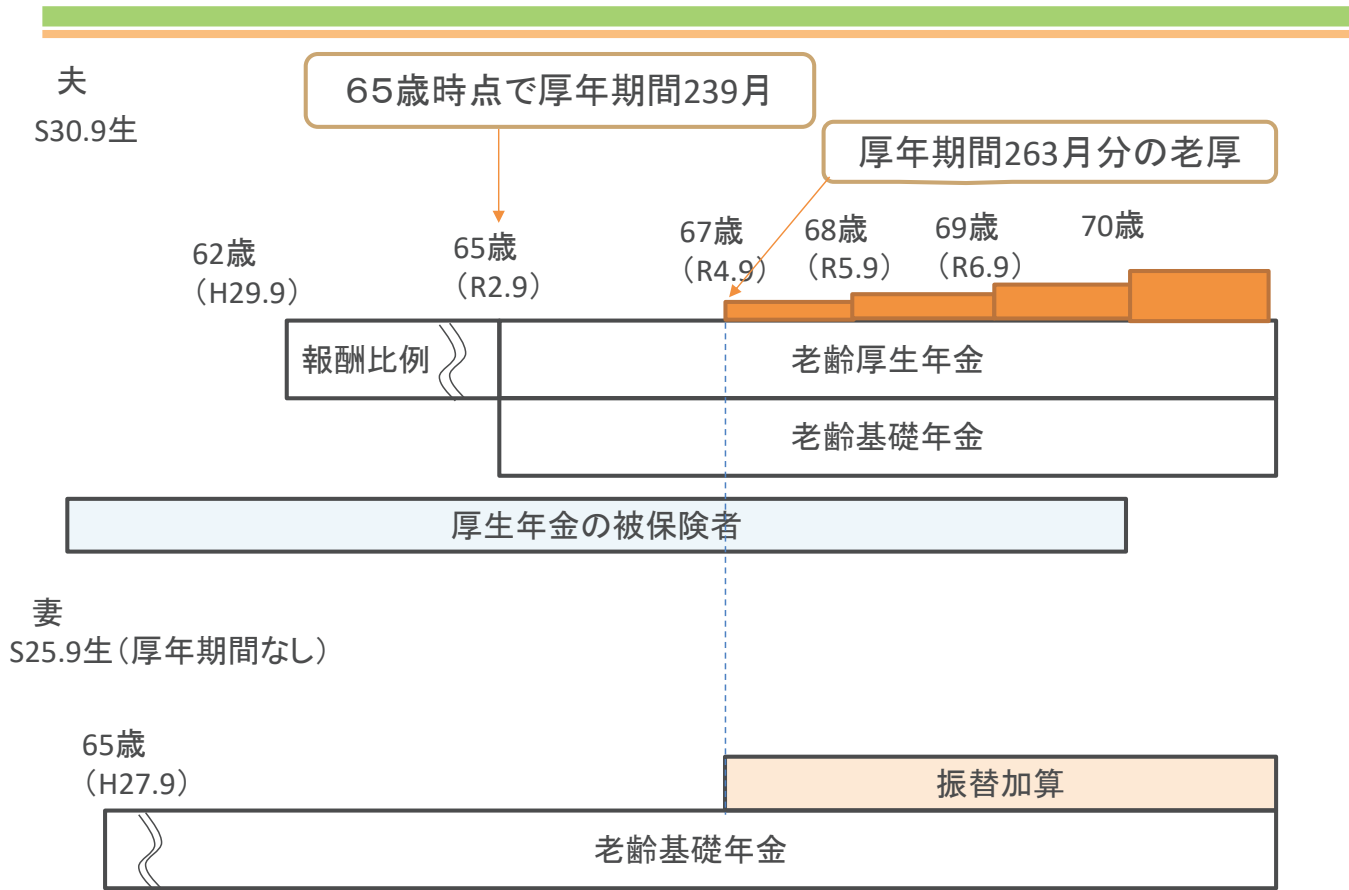 夫
S30.9生
65歳時点で厚年期間239月
厚年期間263月分の老厚
62歳
（H29.9）
65歳
（R2.9）
67歳
（R4.9）
68歳
（R5.9）
69歳
（R6.9）
70歳
報酬比例
老齢厚生年金
老齢基礎年金
厚生年金の被保険者
妻
S25.9生（厚年期間なし）
65歳
（H27.9）
振替加算
老齢基礎年金